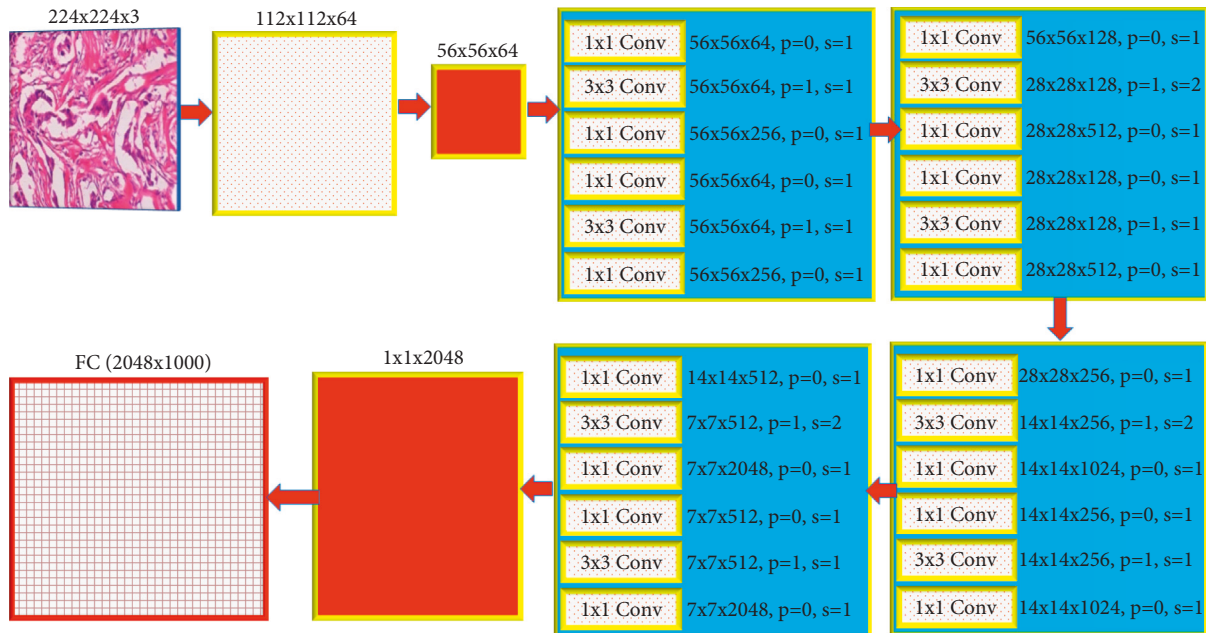 224x224x3
112x112x64
56x56x64
1x1 Conv 56x56x64, p=0, s=1
3x3 Conv 56x56x64, p=1, s=1
1x1 Conv 56x56x256, p=0, s=1
1x1 Conv 56x56x64, p=0, s=1
3x3 Conv 56x56x64, p=1, s=1
1x1 Conv 56x56x256, p=0, s=1
1x1 Conv 56x56x128, p=0, s=1
3x3 Conv 28x28x128, p=1, s=2
1x1 Conv 28x28x512, p=0, s=1
1x1 Conv 28x28x128, p=0, s=1
3x3 Conv 28x28x128, p=1, s=1
1x1 Conv 28x28x512, p=0, s=1
1x1 Conv 28x28x256, p=0, s=1
3x3 Conv 14x14x256, p=1, s=2
1x1 Conv 14x14x1024, p=0, s=1
1x1 Conv 14x14x256, p=0, s=1
3x3 Conv 14x14x256, p=1, s=1
1x1 Conv 14x14x1024, p=0, s=1
1x1 Conv 14x14x512, p=0, s=1
3x3 Conv 7x7x512, p=1, s=2
1x1 Conv 7x7x2048, p=0, s=1
1x1 Conv 7x7x512, p=0, s=1
3x3 Conv 7x7x512, p=1, s=1
1x1 Conv 7x7x2048, p=0, s=1
1x1x2048
FC (2048x1000)